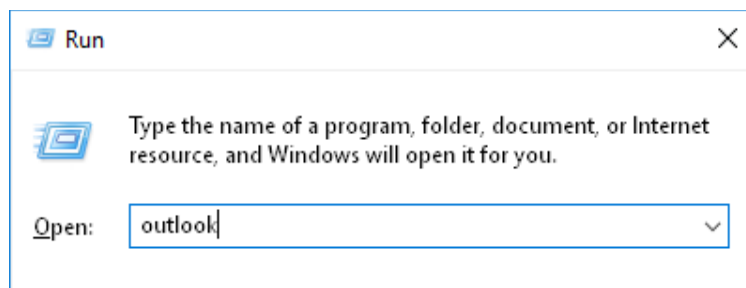 Run
Type the name of a program, folder, document, or Internet
resource, and Windows will open it for you.
Open: outlook